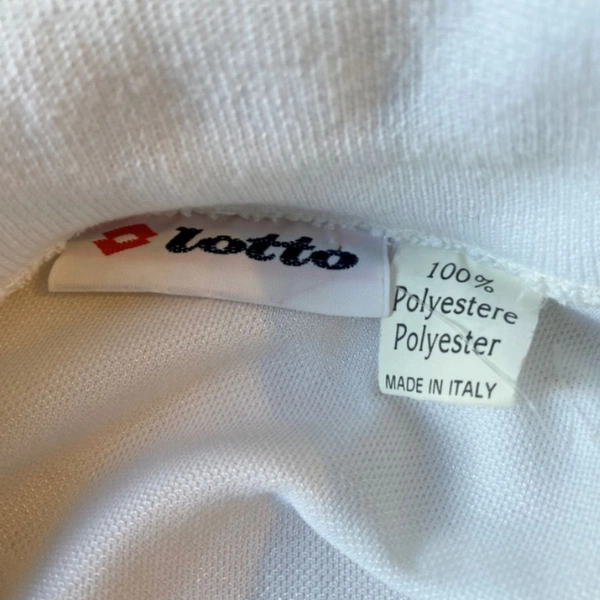 lotto
100%
Polyestere
Polyester
MADE IN ITALY